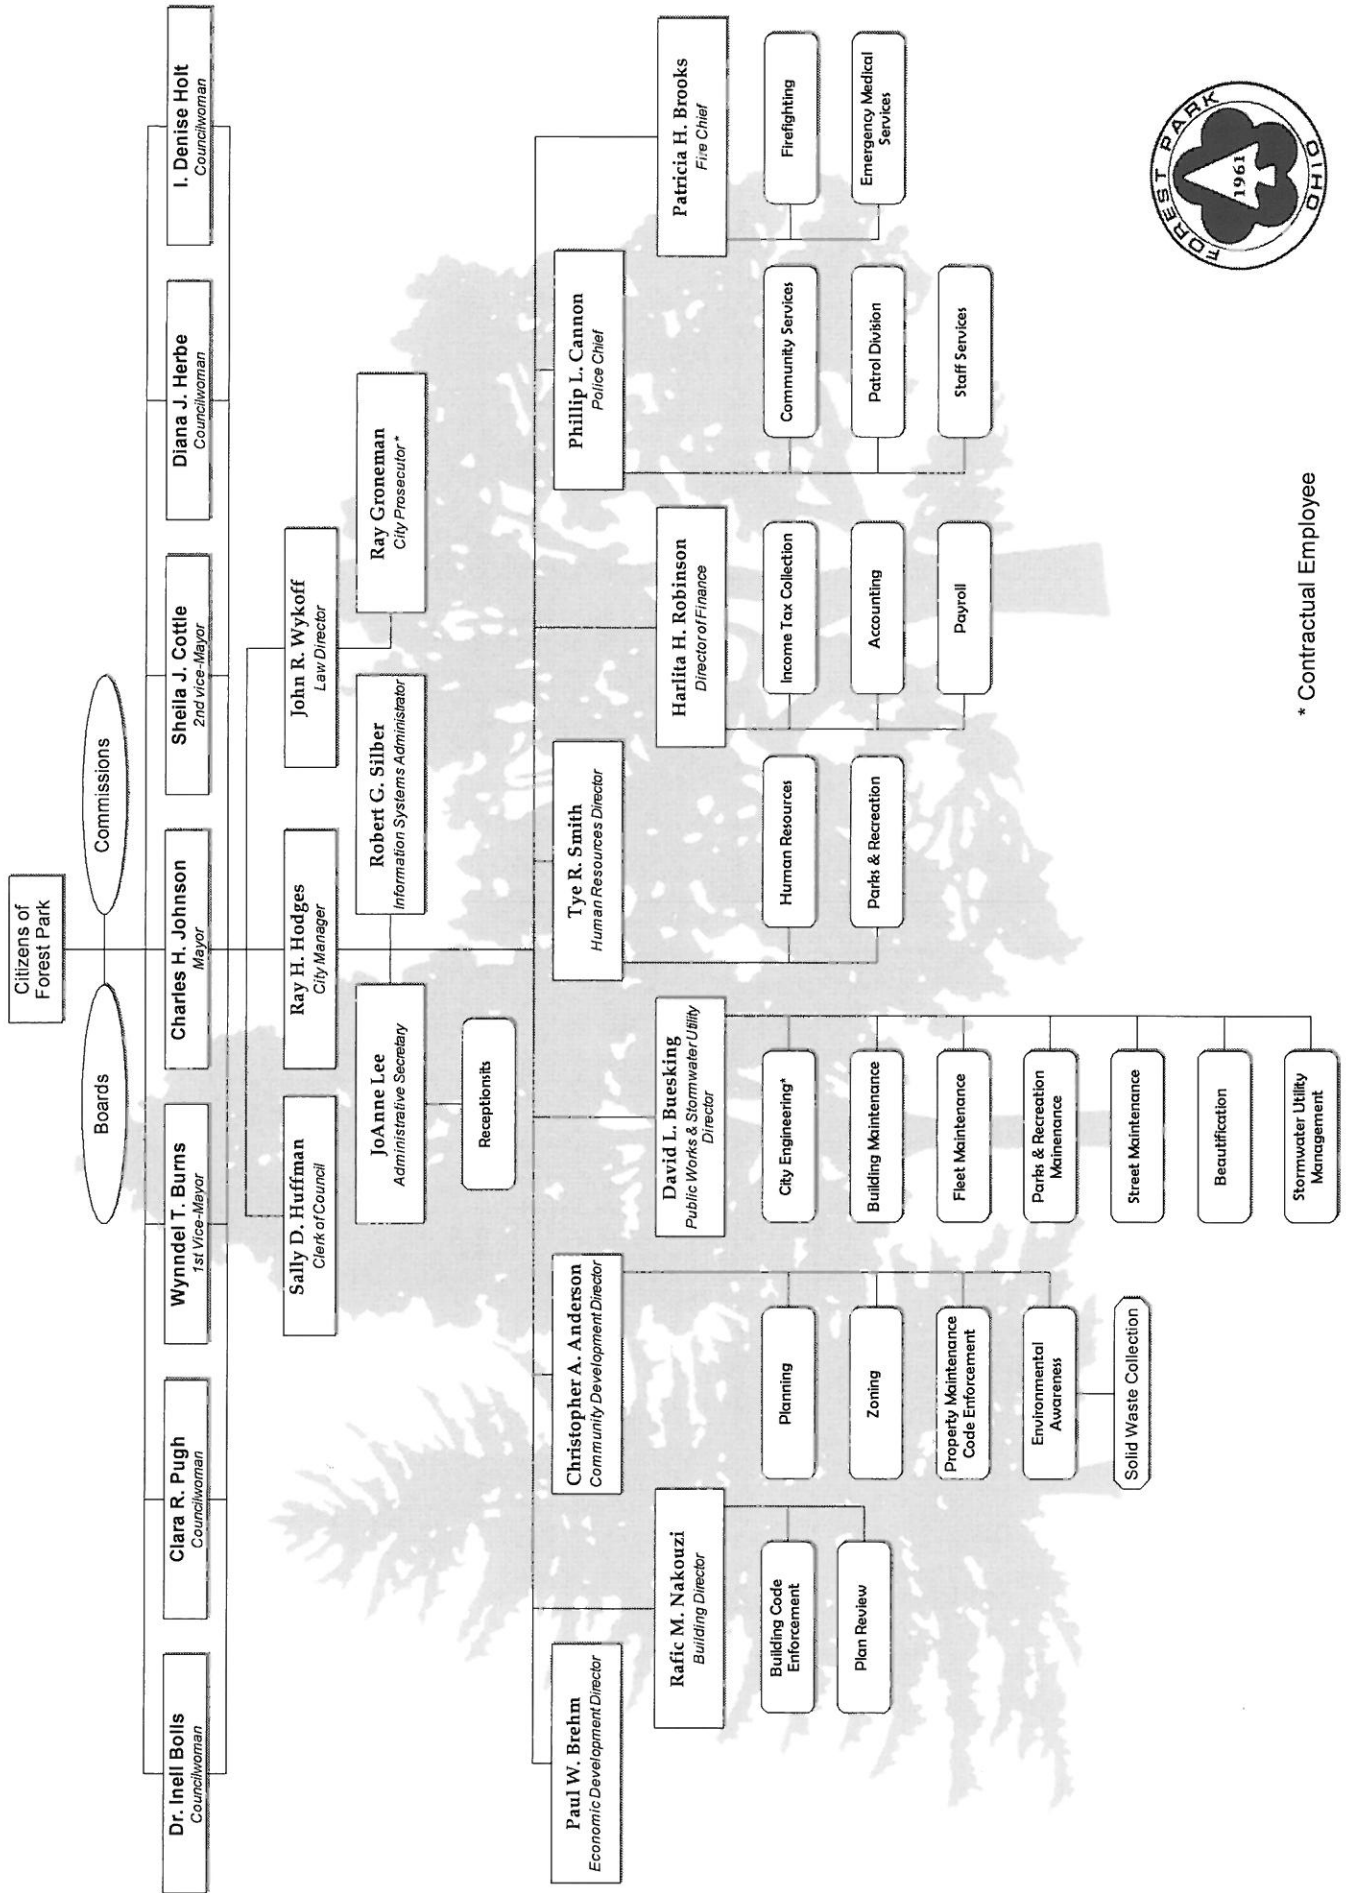 Citizens of
Forest Park
Boards
Commissions
Dr. Inell Bolls
Councilwoman
Clara R. Pugh
Councilwoman
Wynndel T. Burns
1st Vice-Mayor
Charles H. Johnson
Mayor
Sheila J. Cottle
2nd vice-Mayor
Diana J. Herbe
Councilwoman
I. Denise Holt
Councilwoman
Sally D. Huffman
Clerk of Council
Ray H. Hodges
City Manager
John R. Wykoff
Law Director
JoAnne Lee
Administrative Secretary
Robert G. Silber
Information Systems Administrator
Ray Groneman
City Prosecutor*
Receptionsits
Paul W. Brehm
Economic Development Director
Christopher A. Anderson
Community Development Director
Tye R. Smith
Human Resources Director
Phillip L. Cannon
Police Chief
Rafic M. Nakouzi
Building Director
David L. Buesking
Public Works & Stormwater Utility
Director
Harlita H. Robinson
Director of Finance
Patricia H. Brooks
Fire Chief
Building Code
Enforcement
Plan Review
Planning
Zoning
Property Maintenance
Code Enforcement
Environmental
Awareness
Solid Waste Collection
City Engineering*
Building Maintenance
Fleet Maintenance
Parks & Recreation
Mainenance
Street Maintenance
Beautification
Stormwater Utility
Management
Human Resources
Parks & Recreation
Income Tax Collection
Accounting
Payroll
Community Services
Patrol Division
Staff Services
Firefighting
Emergency Medical
Services
* Contractual Employee
FOREST PARK
1961
OHIO